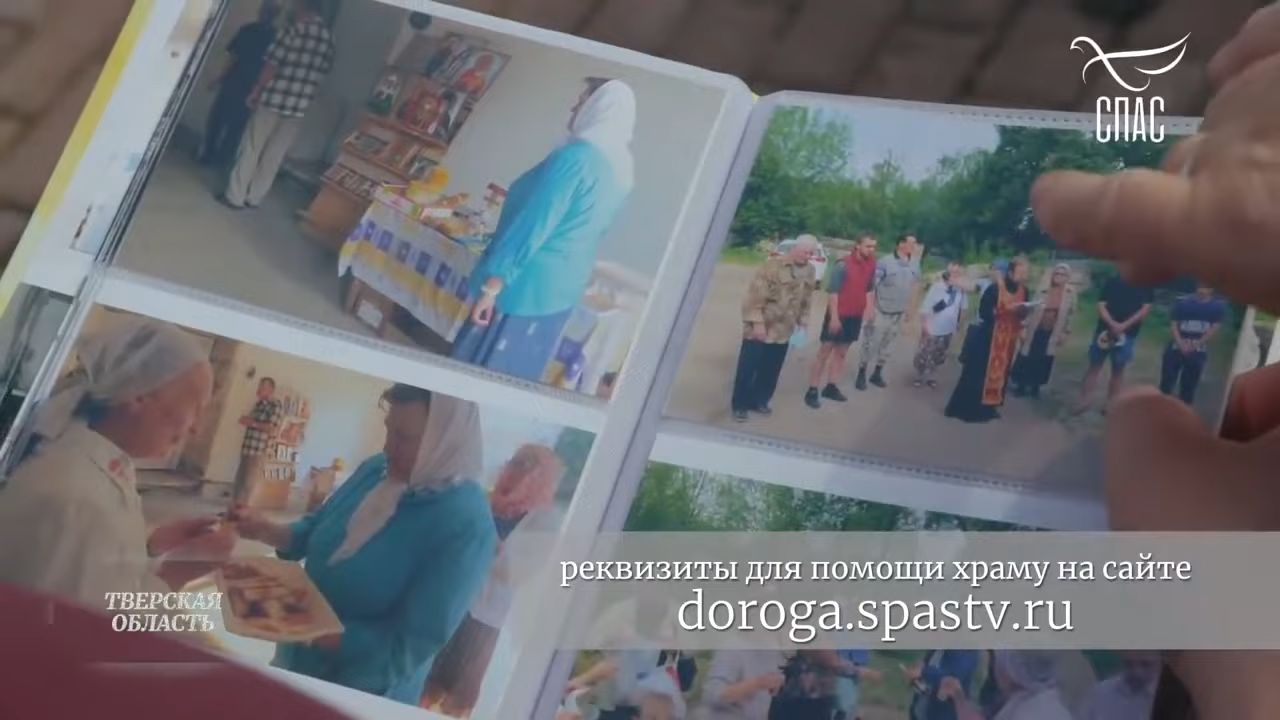 СПАС
реквизиты для помощи храму на сайте
doroga.spastv.ru
ТВЕРСКАЯ
ОБЛАСТЬ